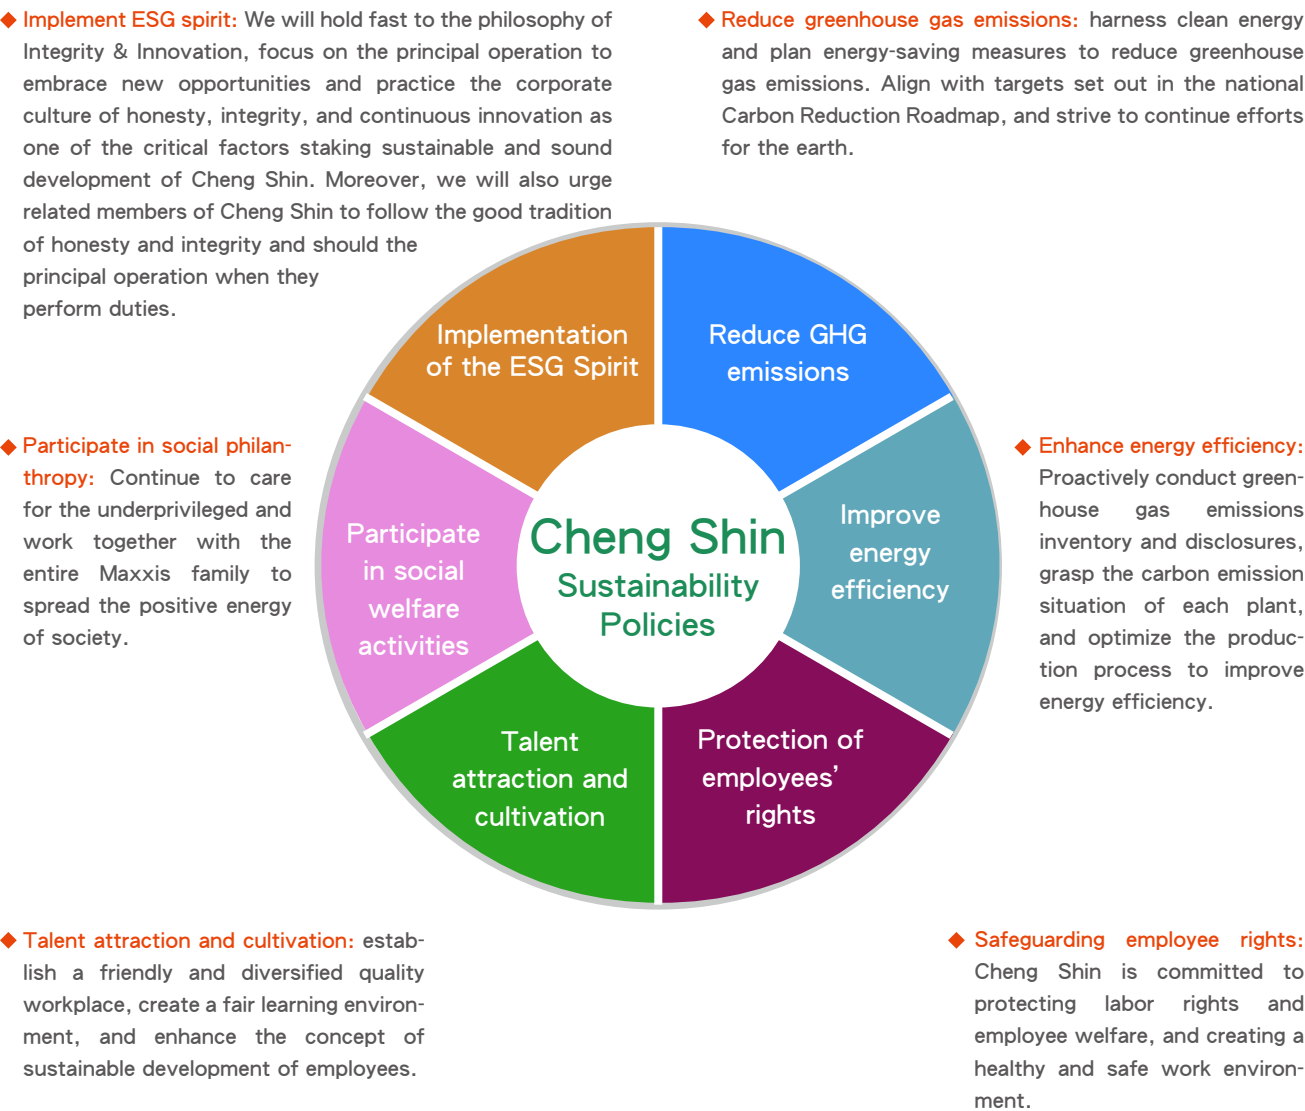 ◆ Implement ESG spirit: We will hold fast to the philosophy of
Integrity & Innovation, focus on the principal operation to
embrace new opportunities and practice the corporate
culture of honesty, integrity, and continuous innovation as
one of the critical factors staking sustainable and sound
development of Cheng Shin. Moreover, we will also urge
related members of Cheng Shin to follow the good tradition
of honesty and integrity and should the
principal operation when they
perform duties.
◆ Reduce greenhouse gas emissions: harness clean energy
and plan energy-saving measures to reduce greenhouse
gas emissions. Align with targets set out in the national
Carbon Reduction Roadmap, and strive to continue efforts
for the earth.
Implementation
of the ESG Spirit
Reduce GHG
emissions
◆ Participate in social philan-
thropy: Continue to care
for the underprivileged and
work together with the
entire Maxxis family to
spread the positive energy
of society.
Participate
in social
welfare
activities
Cheng Shin
Sustainability
Policies
Improve
energy
efficiency
◆ Enhance energy efficiency:
Proactively conduct green-
house gas emissions
inventory and disclosures,
grasp the carbon emission
situation of each plant,
and optimize the produc-
tion process to improve
energy efficiency.
Talent
attraction and
cultivation
Protection of
employees’
rights
◆ Talent attraction and cultivation: estab-
lish a friendly and diversified quality
workplace, create a fair learning environ-
ment, and enhance the concept of
sustainable development of employees.
◆ Safeguarding employee rights:
Cheng Shin is committed to
protecting labor rights and
employee welfare, and creating a
healthy and safe work environ-
ment.